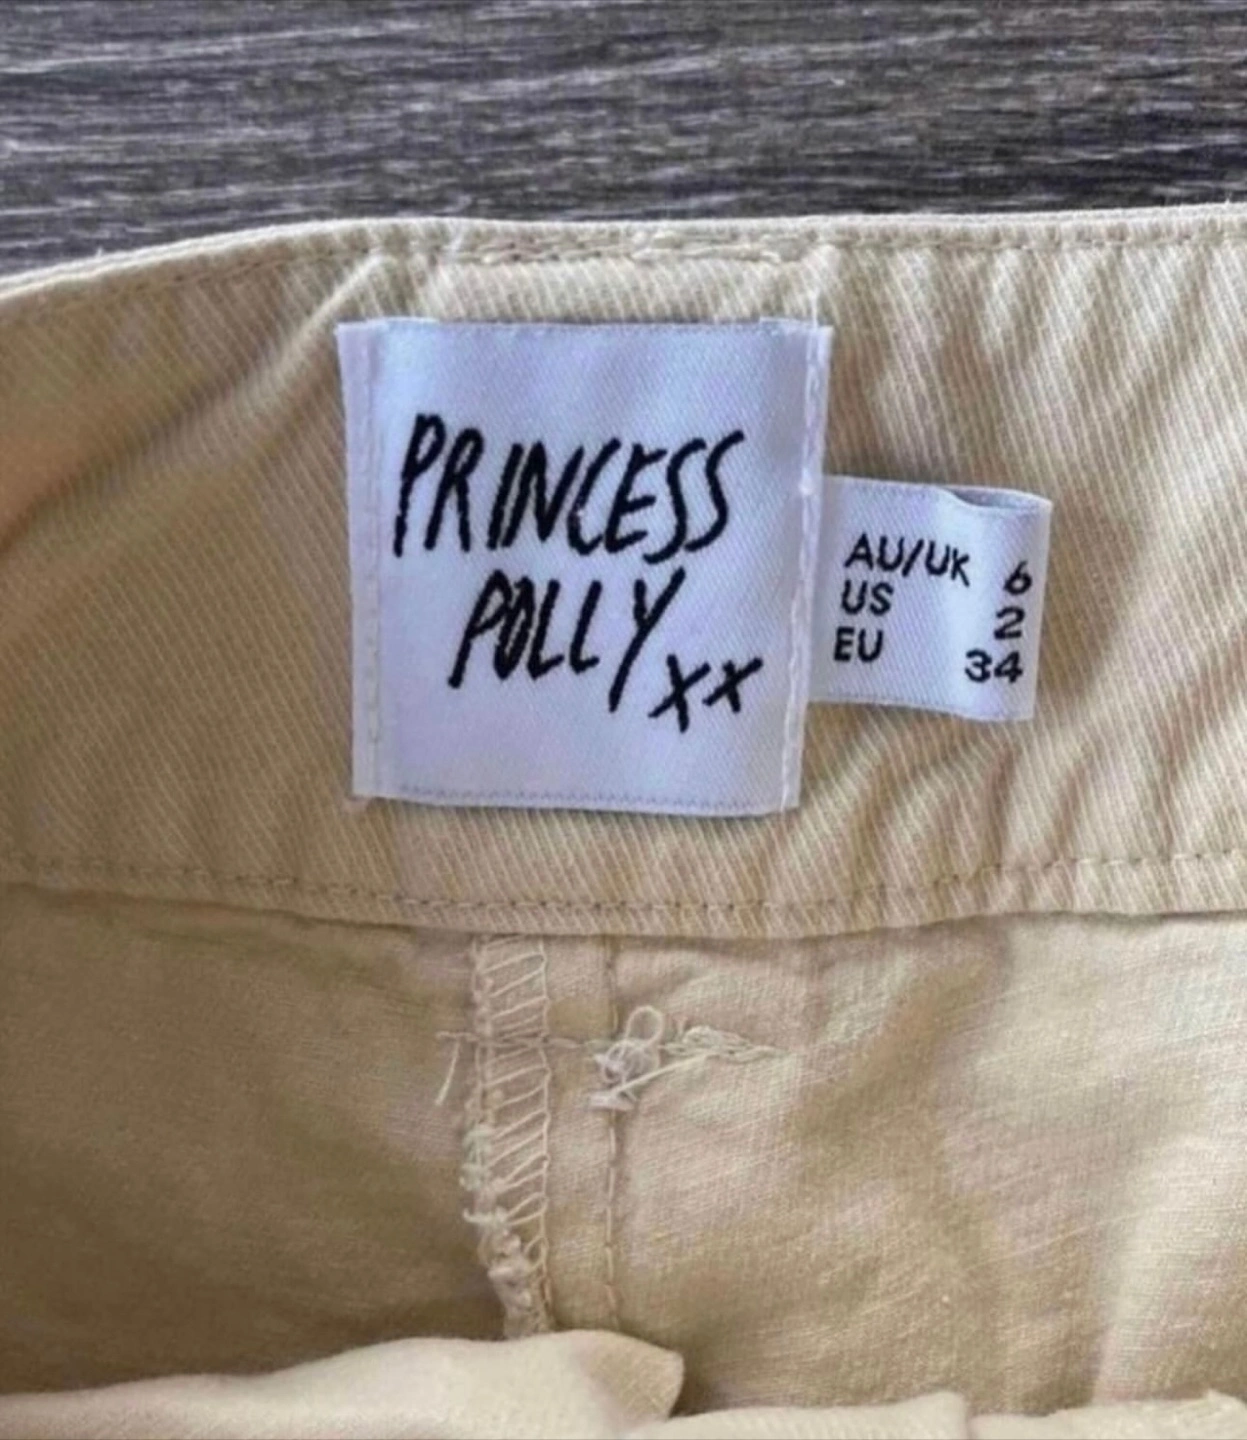 PRINCESS
POLLY xx
AU/UK 6
US 2
EU 34